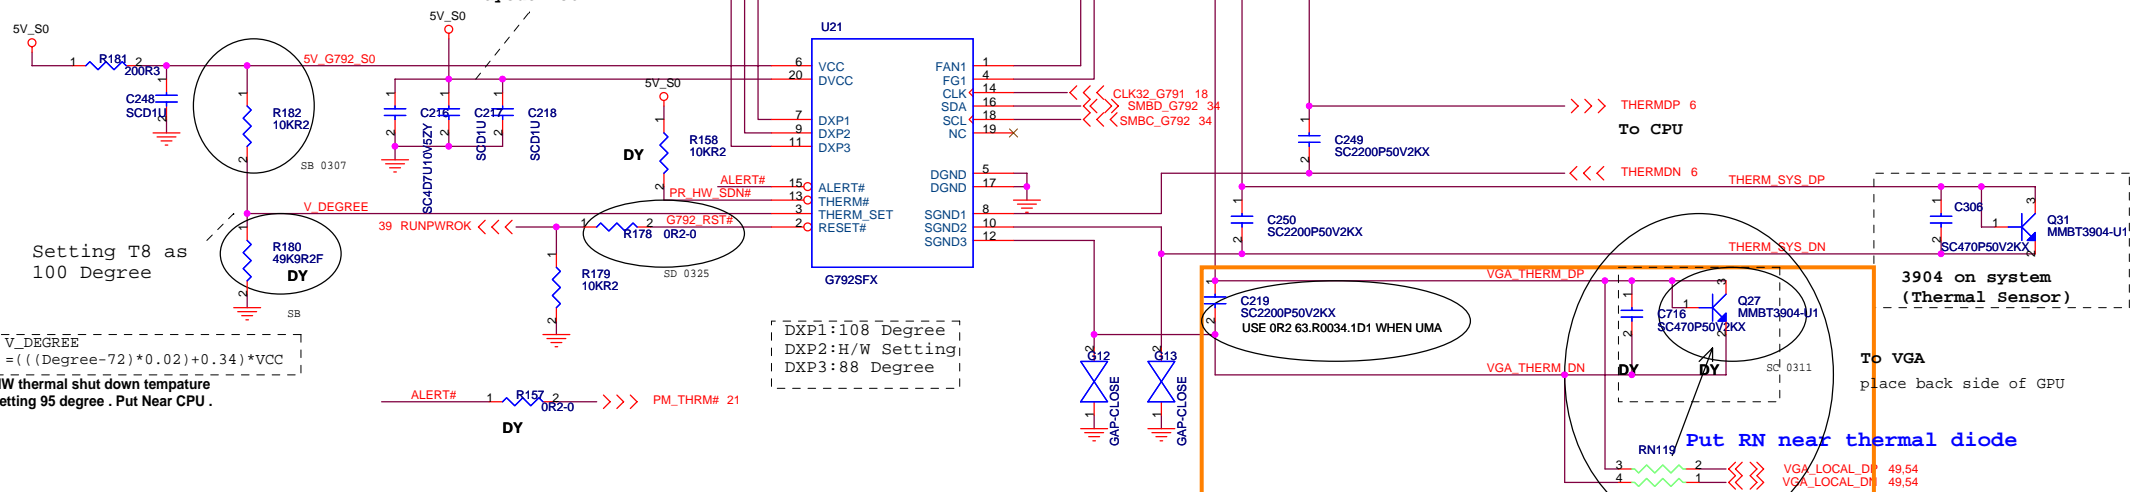 5V_S0
5V_S0
U21
R181
200R3
5V_G792_S0
C248
SCD1U
R182
10KR2
SB 0307
C216
SC4D7U10V5ZY
C217
SCD1U
C218
SCD1U
5V_S0
R158
10KR2
DY
ALERT#
PR_HW_SDN#
V_DEGREE
39 RUNPWROK
G792_RST#
R178
0R2-0
SD 0325
R179
10KR2
Setting T8 as
100 Degree
R180
49K9R2F
DY
SB
V_DEGREE
=(((Degree-72)*0.02)+0.34)*VCC
HW thermal shut down tempature
etting 95 degree . Put Near CPU .
ALERT#
R157
0R2-0
PM_THRM# 21
DY
6 VCC
20 DVCC
7 DXP1
9 DXP2
11 DXP3
15 ALERT#
13 THERM#
3 THERM_SET
2 RESET#
FAN1 1
FG1 4
CLK 14
SDA 16
SCL 18
NC 19
DGND 5
DGND 17
SGND1 8
SGND2 10
SGND3 12
G792SFX
CLK32_G791 18
SMBD_G792 34
SMBC_G792 34
DXP1:108 Degree
DXP2:H/W Setting
DXP3:88 Degree
G12
GAP-CLOSE
G13
GAP-CLOSE
C249
SC2200P50V2KX
THERMDP 6
To CPU
THERMDN 6
C250
SC2200P50V2KX
THERM_SYS_DP
THERM_SYS_DN
C306
SC470P50V2KX
Q31
MMBT3904-U1
3904 on system
(Thermal Sensor)
VGA_THERM_DP
C219
SC2200P50V2KX
USE 0R2 63.R0034.1D1 WHEN UMA
VGA_THERM_DN
C716
SC470P50V2KX
Q27
MMBT3904-U1
DY
DY
SC 0311
To VGA
place back side of GPU
Put RN near thermal diode
RN119
3 2 VGA_LOCAL_DP 49,54
4 1 VGA_LOCAL_DN 49,54